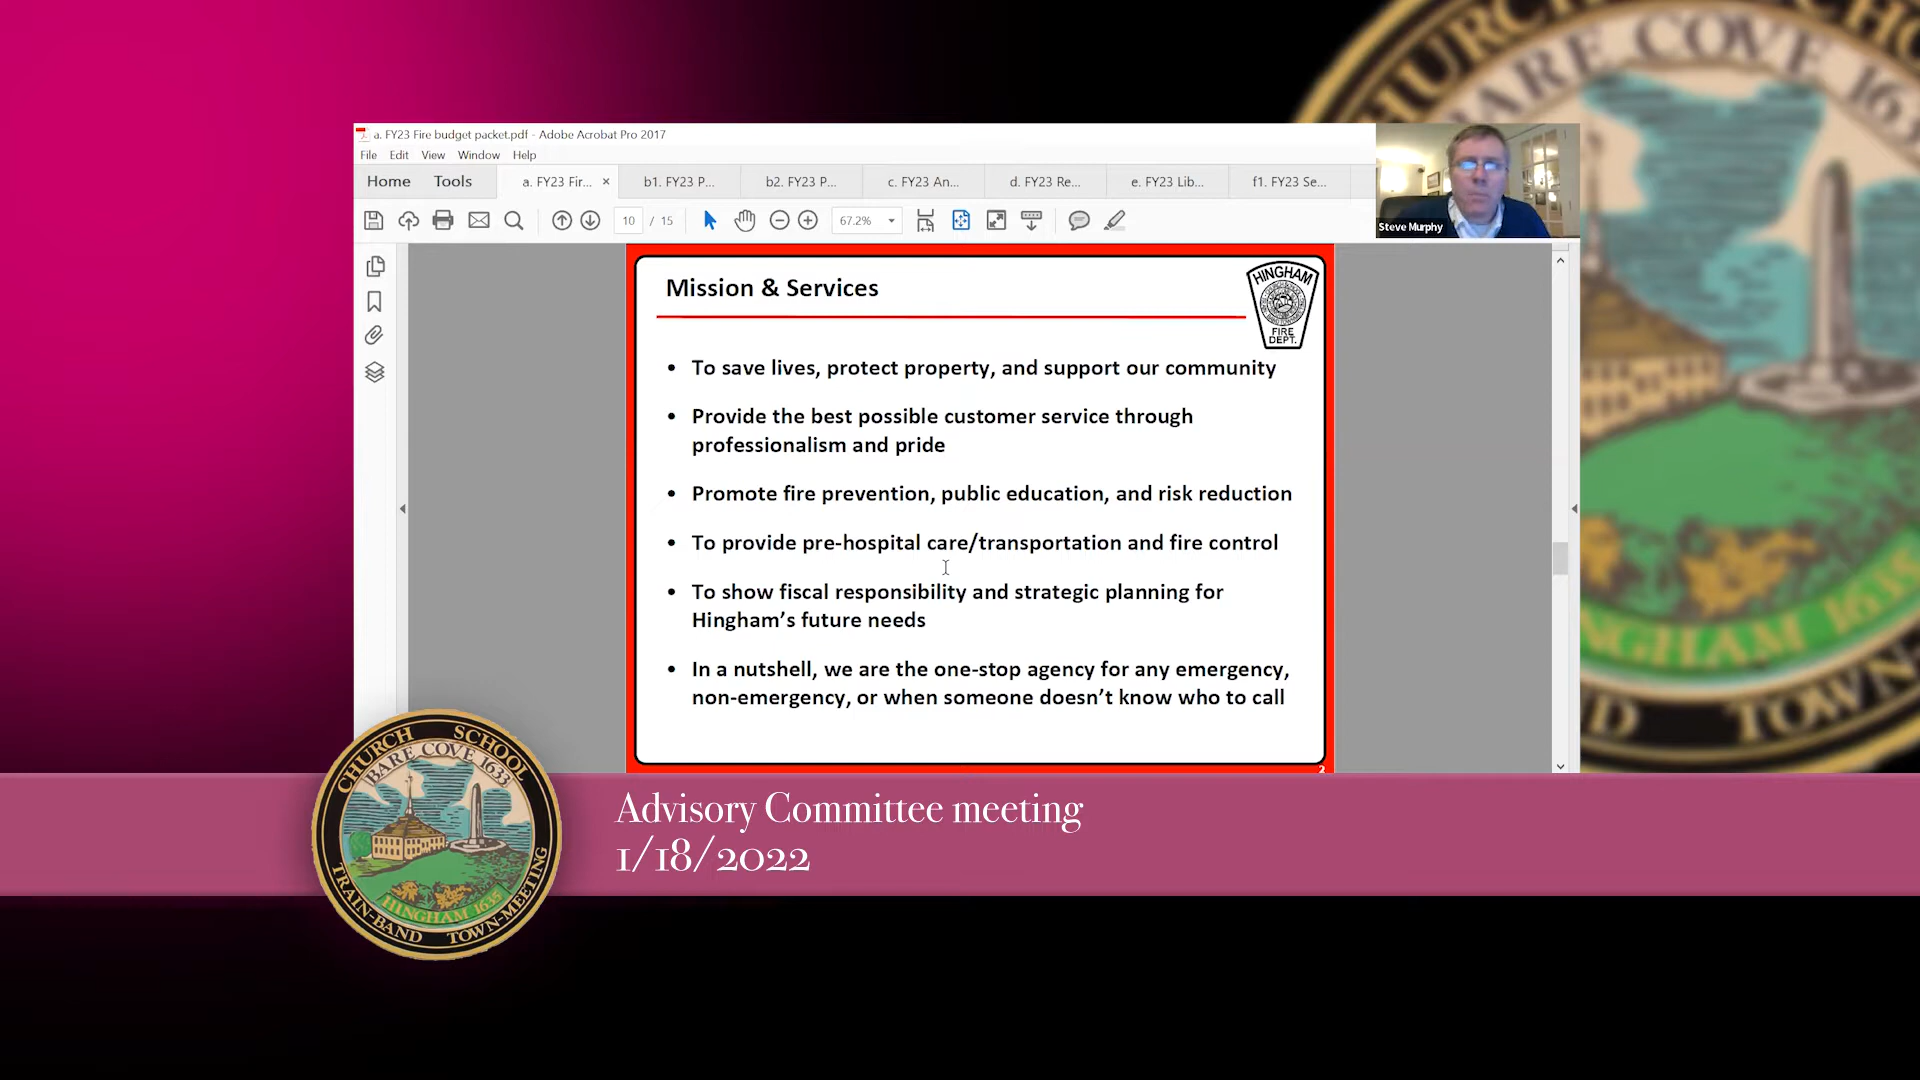 a. FY23 Fire budget packet.pdf - Adobe Acrobat Pro 2017
File Edit View Window Help
Home Tools a. FY23 Fir... × b1. FY23 P... b2. FY23 P... c. FY23 An... d. FY23 Re... e. FY23 Lib... f1. FY23 Se...
10 / 15 67.2%
Steve Murphy
Mission & Services
HINGHAM
FIRE
DEPT.
• To save lives, protect property, and support our community
• Provide the best possible customer service through
professionalism and pride
• Promote fire prevention, public education, and risk reduction
• To provide pre-hospital care/transportation and fire control
• To show fiscal responsibility and strategic planning for
Hingham’s future needs
• In a nutshell, we are the one-stop agency for any emergency,
non-emergency, or when someone doesn’t know who to call
2
CHURCH SCHOOL
BARE COVE 1633
HINGHAM 1635
TRAIN-BAND TOWN-MEETING
Advisory Committee meeting
1/18/2022